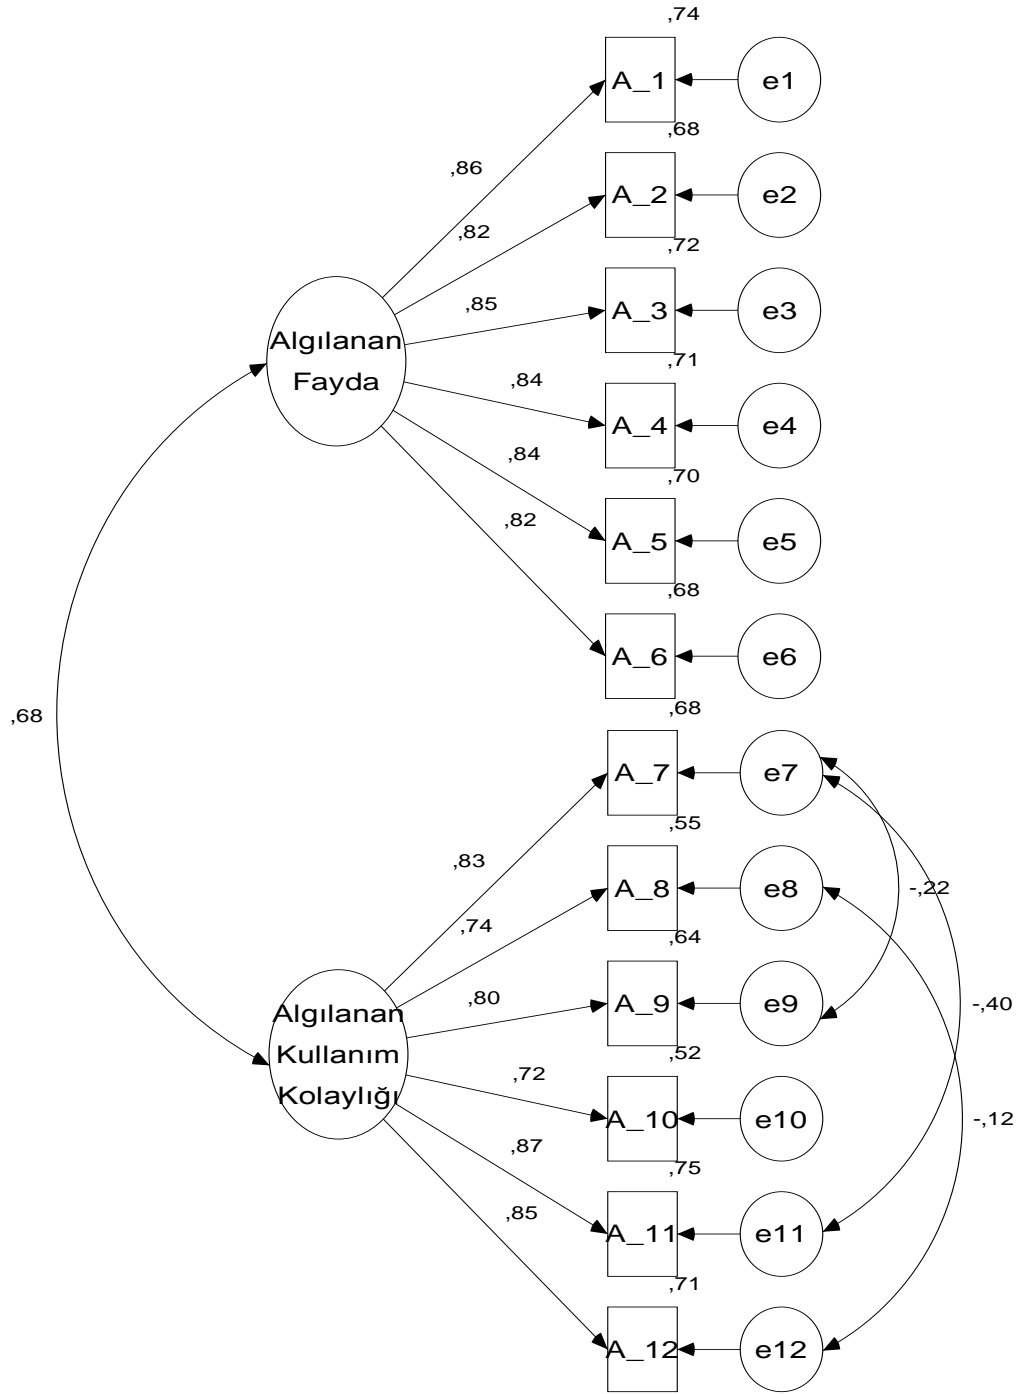 ,74
A_1
e1
,68
,86
A_2
e2
,82
,72
A_3
e3
,85
Algılanan
Fayda
,71
,84
A_4
e4
,84
,70
,82
A_5
e5
,68
A_6
e6
,68
,68
A_7
e7
,55
,83
A_8
e8
-,22
,74
,64
,80
A_9
e9
-,40
Algılanan
Kullanım
Kolaylığı
,52
,72
A_10
e10
-,12
,87
,75
,85
A_11
e11
,71
A_12
e12